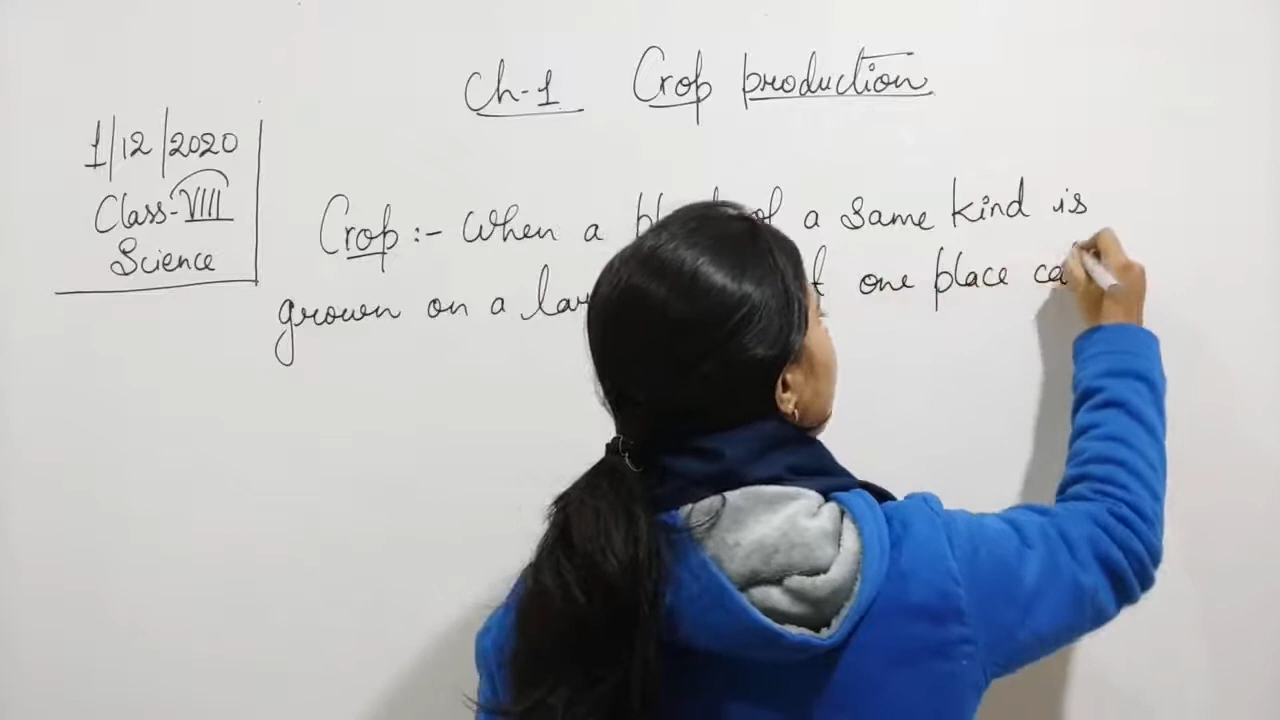 Ch-1 Crop production
1/12/2020
Class-VIII
Science
Crop :- When a of a same kind is
grown on a one place